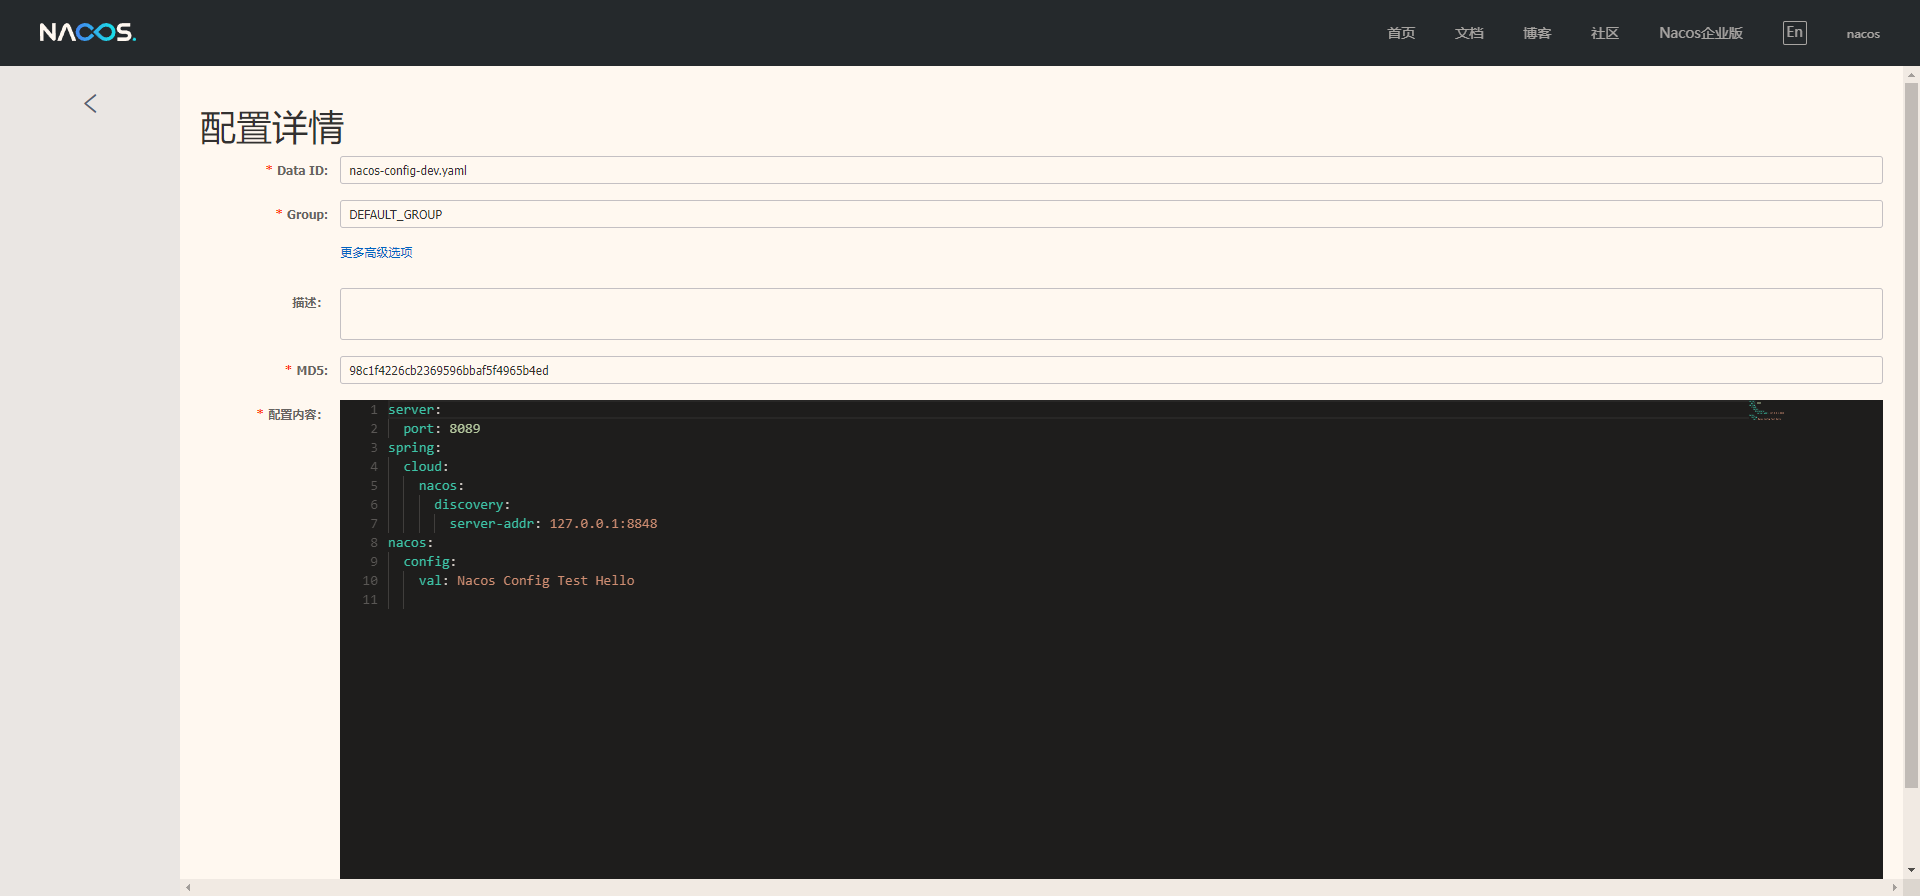 NACOS.
首页 文档 博客 社区 Nacos企业版 En nacos
配置详情
* Data ID: nacos-config-dev.yaml
* Group: DEFAULT_GROUP
更多高级选项
描述:
* MD5: 98c1f4226cb2369596bbaf5f4965b4ed
* 配置内容:
1 server:
2   port: 8089
3 spring:
4   cloud:
5     nacos:
6       discovery:
7         server-addr: 127.0.0.1:8848
8 nacos:
9   config:
10     val: Nacos Config Test Hello
11